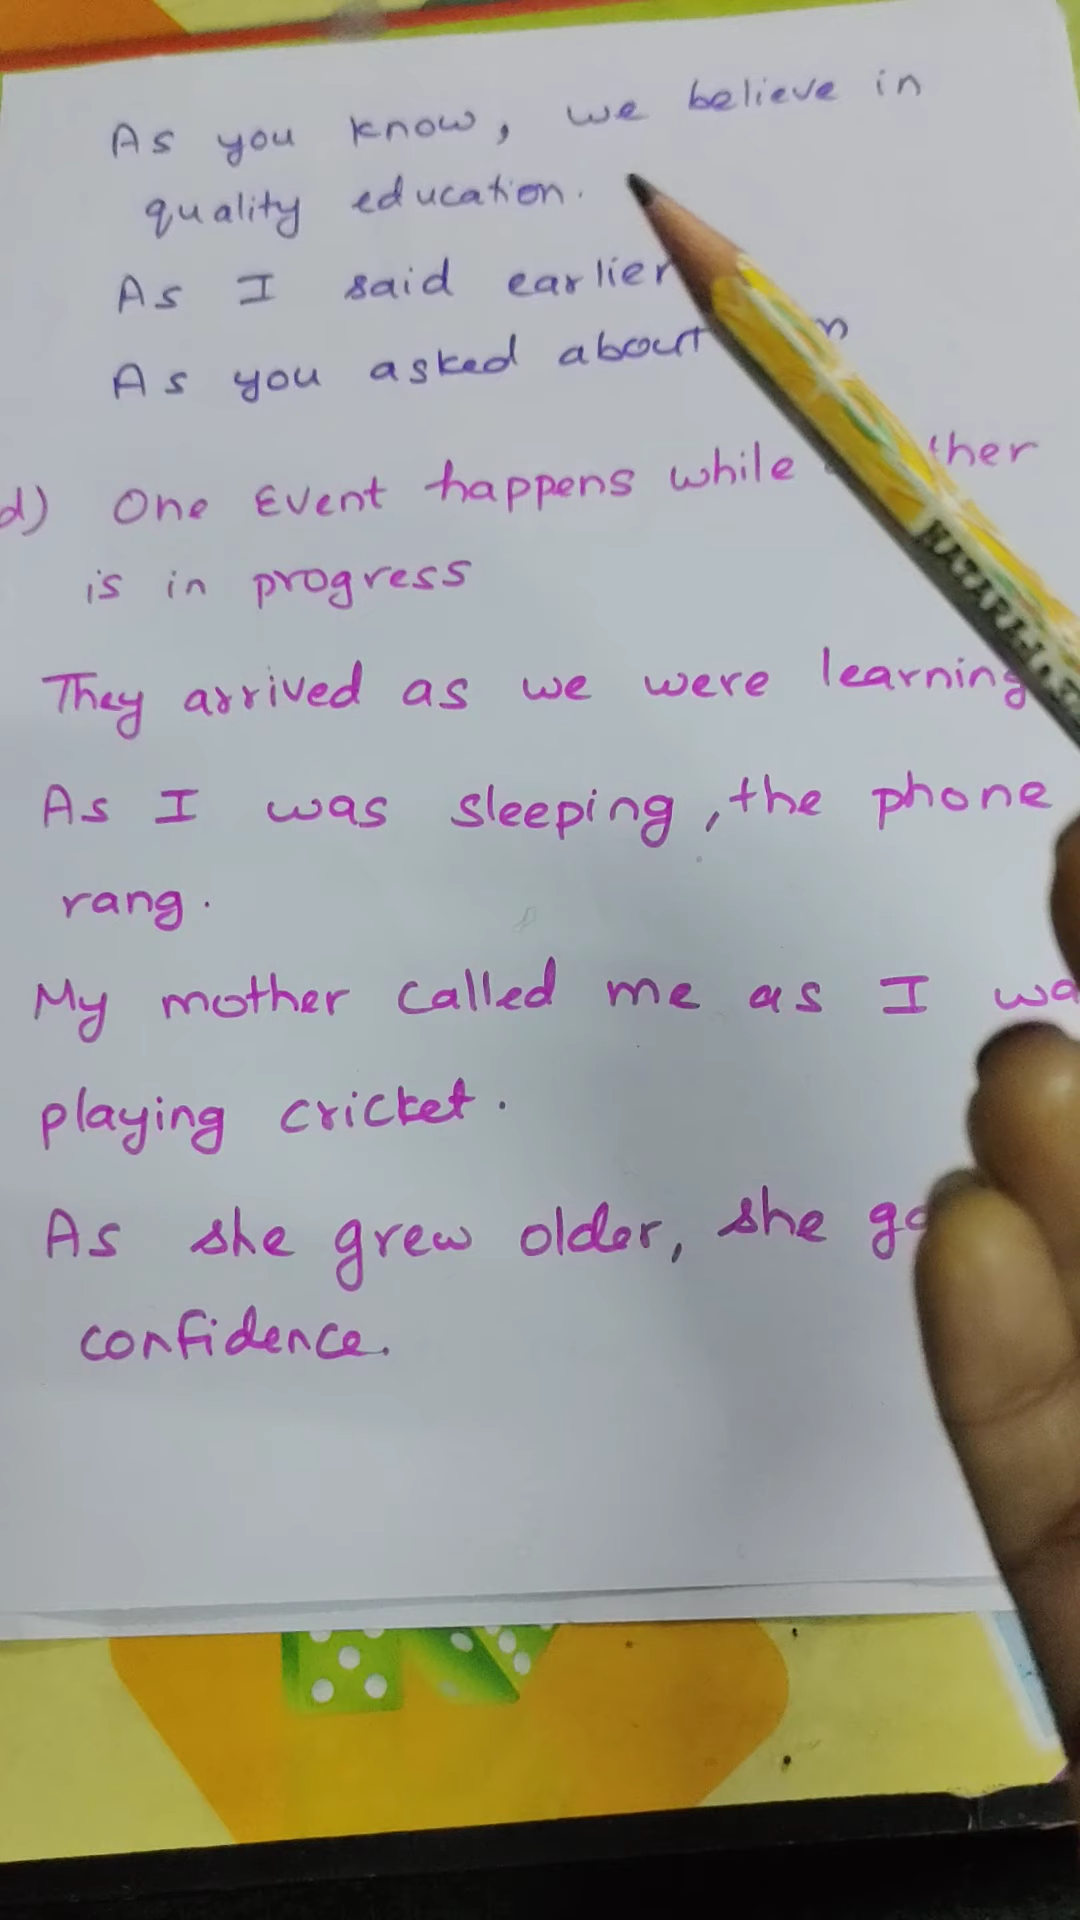 As you know, we believe in
quality education.
As I said earlier
As you asked about
d) One Event happens while
is in progress
They arrived as we were learning
As I was sleeping, the phone
rang.
My mother called me as I
playing cricket.
As she grew older, she
confidence.